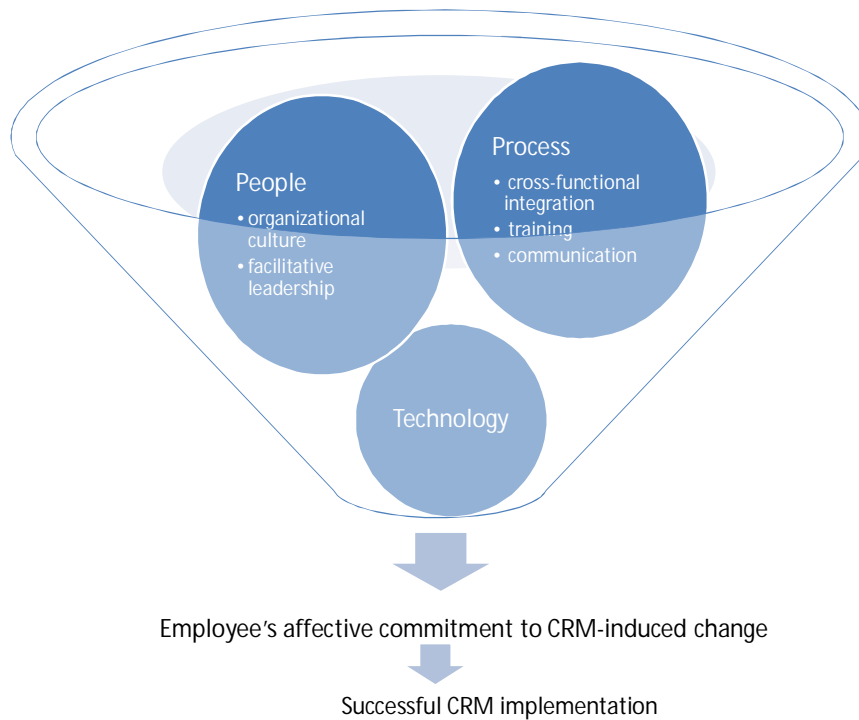 People
• organizational
culture
• facilitative
leadership
Process
• cross-functional
integration
• training
• communication
Technology
Employee's affective commitment to CRM-induced change
Successful CRM implementation